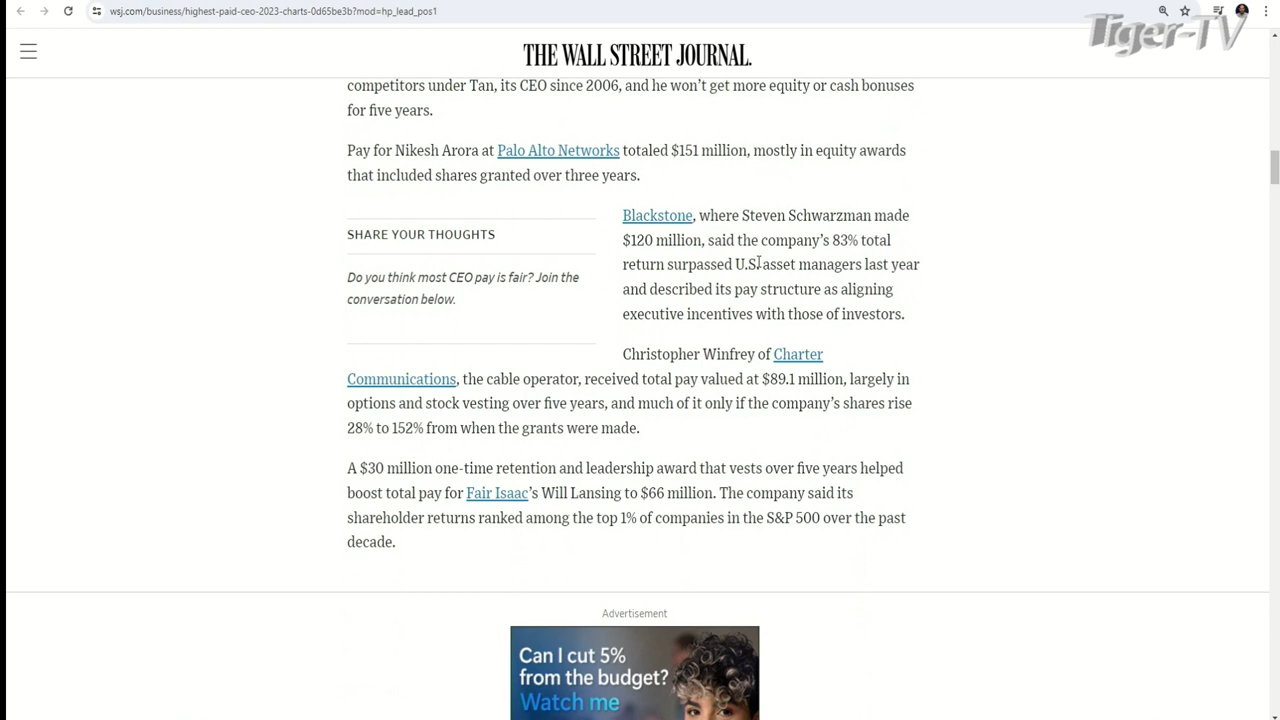 wsj.com/business/highest-paid-ceo-2023-charts-0d65be3b?mod=hp_lead_pos1
Tiger-TV
THE WALL STREET JOURNAL.
competitors under Tan, its CEO since 2006, and he won't get more equity or cash bonuses
for five years.
Pay for Nikesh Arora at Palo Alto Networks totaled $151 million, mostly in equity awards
that included shares granted over three years.
SHARE YOUR THOUGHTS
Do you think most CEO pay is fair? Join the
conversation below.
Blackstone, where Steven Schwarzman made
$120 million, said the company's 83% total
return surpassed U.S. asset managers last year
and described its pay structure as aligning
executive incentives with those of investors.
Christopher Winfrey of Charter
Communications, the cable operator, received total pay valued at $89.1 million, largely in
options and stock vesting over five years, and much of it only if the company's shares rise
28% to 152% from when the grants were made.
A $30 million one-time retention and leadership award that vests over five years helped
boost total pay for Fair Isaac's Will Lansing to $66 million. The company said its
shareholder returns ranked among the top 1% of companies in the S&P 500 over the past
decade.
Advertisement
Can I cut 5%
from the budget?
Watch me